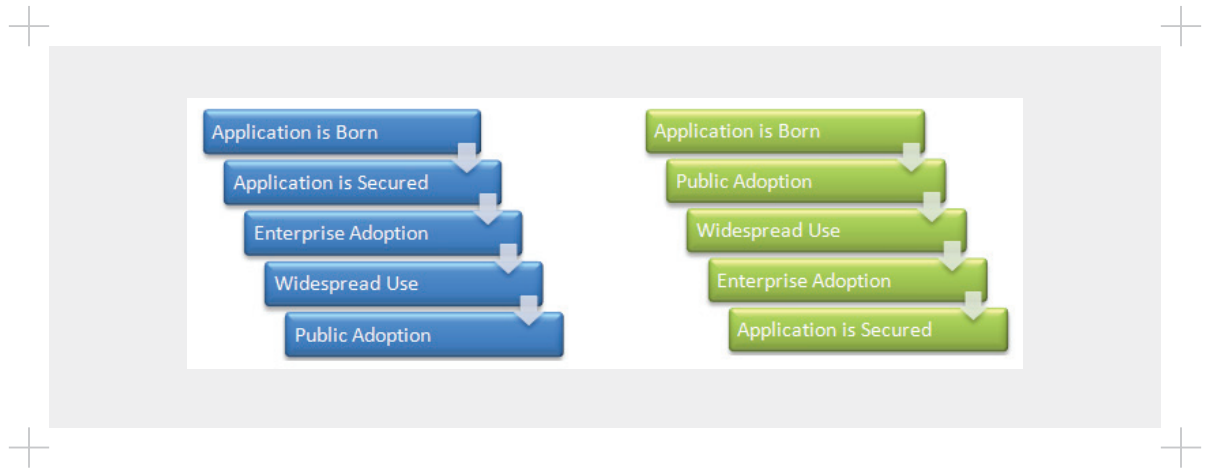 Application is Born
Application is Secured
Enterprise Adoption
Widespread Use
Public Adoption
Application is Born
Public Adoption
Widespread Use
Enterprise Adoption
Application is Secured